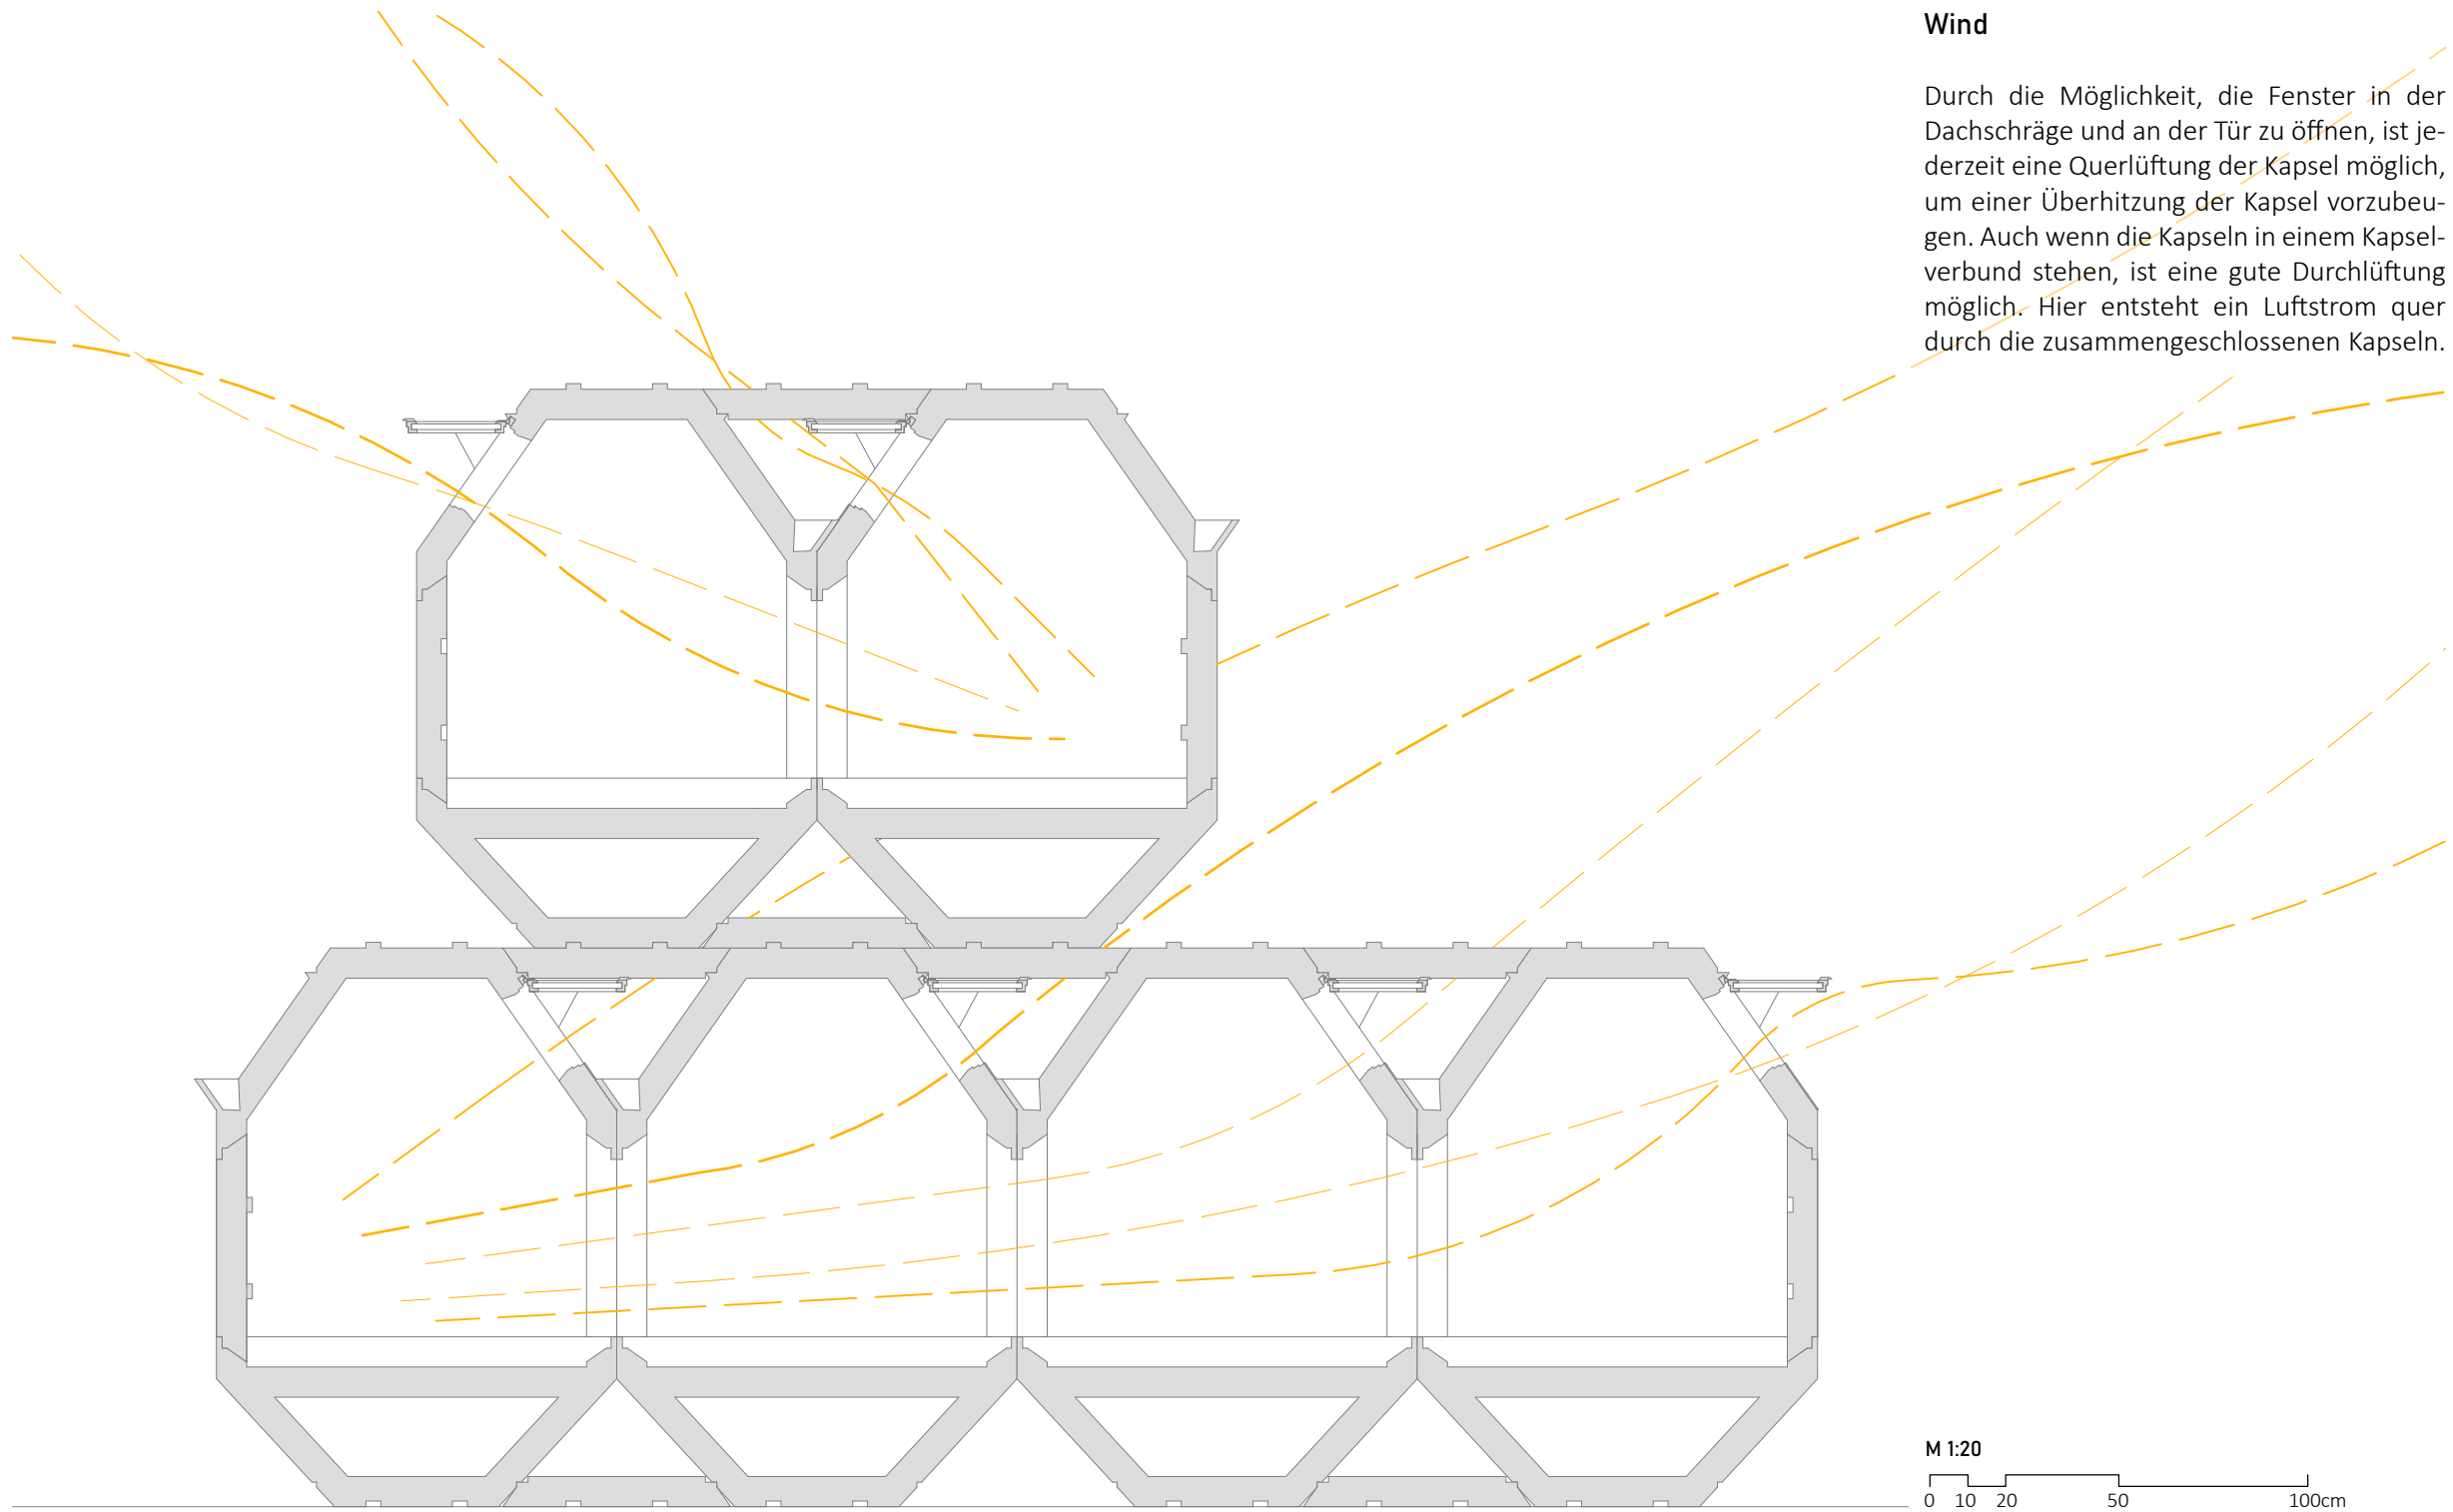 Wind
Durch die Möglichkeit, die Fenster in der
Dachschräge und an der Tür zu öffnen, ist je-
derzeit eine Querlüftung der Kapsel möglich,
um einer Überhitzung der Kapsel vorzubeu-
gen. Auch wenn die Kapseln in einem Kapsel-
verbund stehen, ist eine gute Durchlüftung
möglich. Hier entsteht ein Luftstrom quer
durch die zusammengeschlossenen Kapseln.
M 1:20
0 10 20 50 100cm